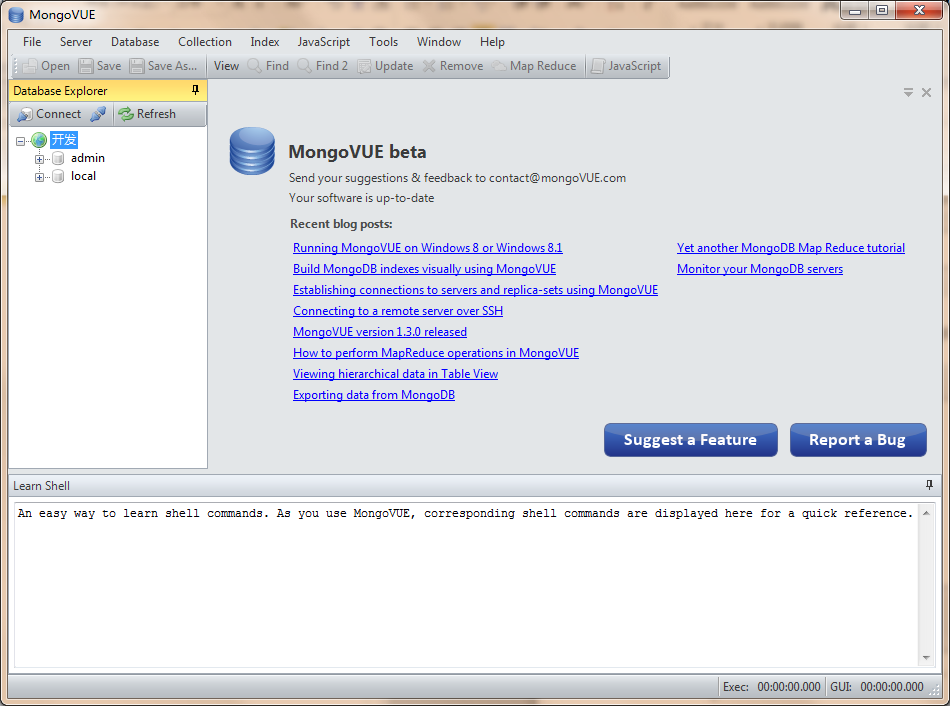 MongoVUE
File Server Database Collection Index JavaScript Tools Window Help
Open Save Save As... View Find Find 2 Update Remove Map Reduce JavaScript
Database Explorer
Connect Refresh
开发
admin
local
MongoVUE beta
Send your suggestions & feedback to contact@mongoVUE.com
Your software is up-to-date
Recent blog posts:
Running MongoVUE on Windows 8 or Windows 8.1
Build MongoDB indexes visually using MongoVUE
Establishing connections to servers and replica-sets using MongoVUE
Connecting to a remote server over SSH
MongoVUE version 1.3.0 released
How to perform MapReduce operations in MongoVUE
Viewing hierarchical data in Table View
Exporting data from MongoDB
Yet another MongoDB Map Reduce tutorial
Monitor your MongoDB servers
Suggest a Feature Report a Bug
Learn Shell
An easy way to learn shell commands. As you use MongoVUE, corresponding shell commands are displayed here for a quick reference.
Exec: 00:00:00.000 GUI: 00:00:00.000